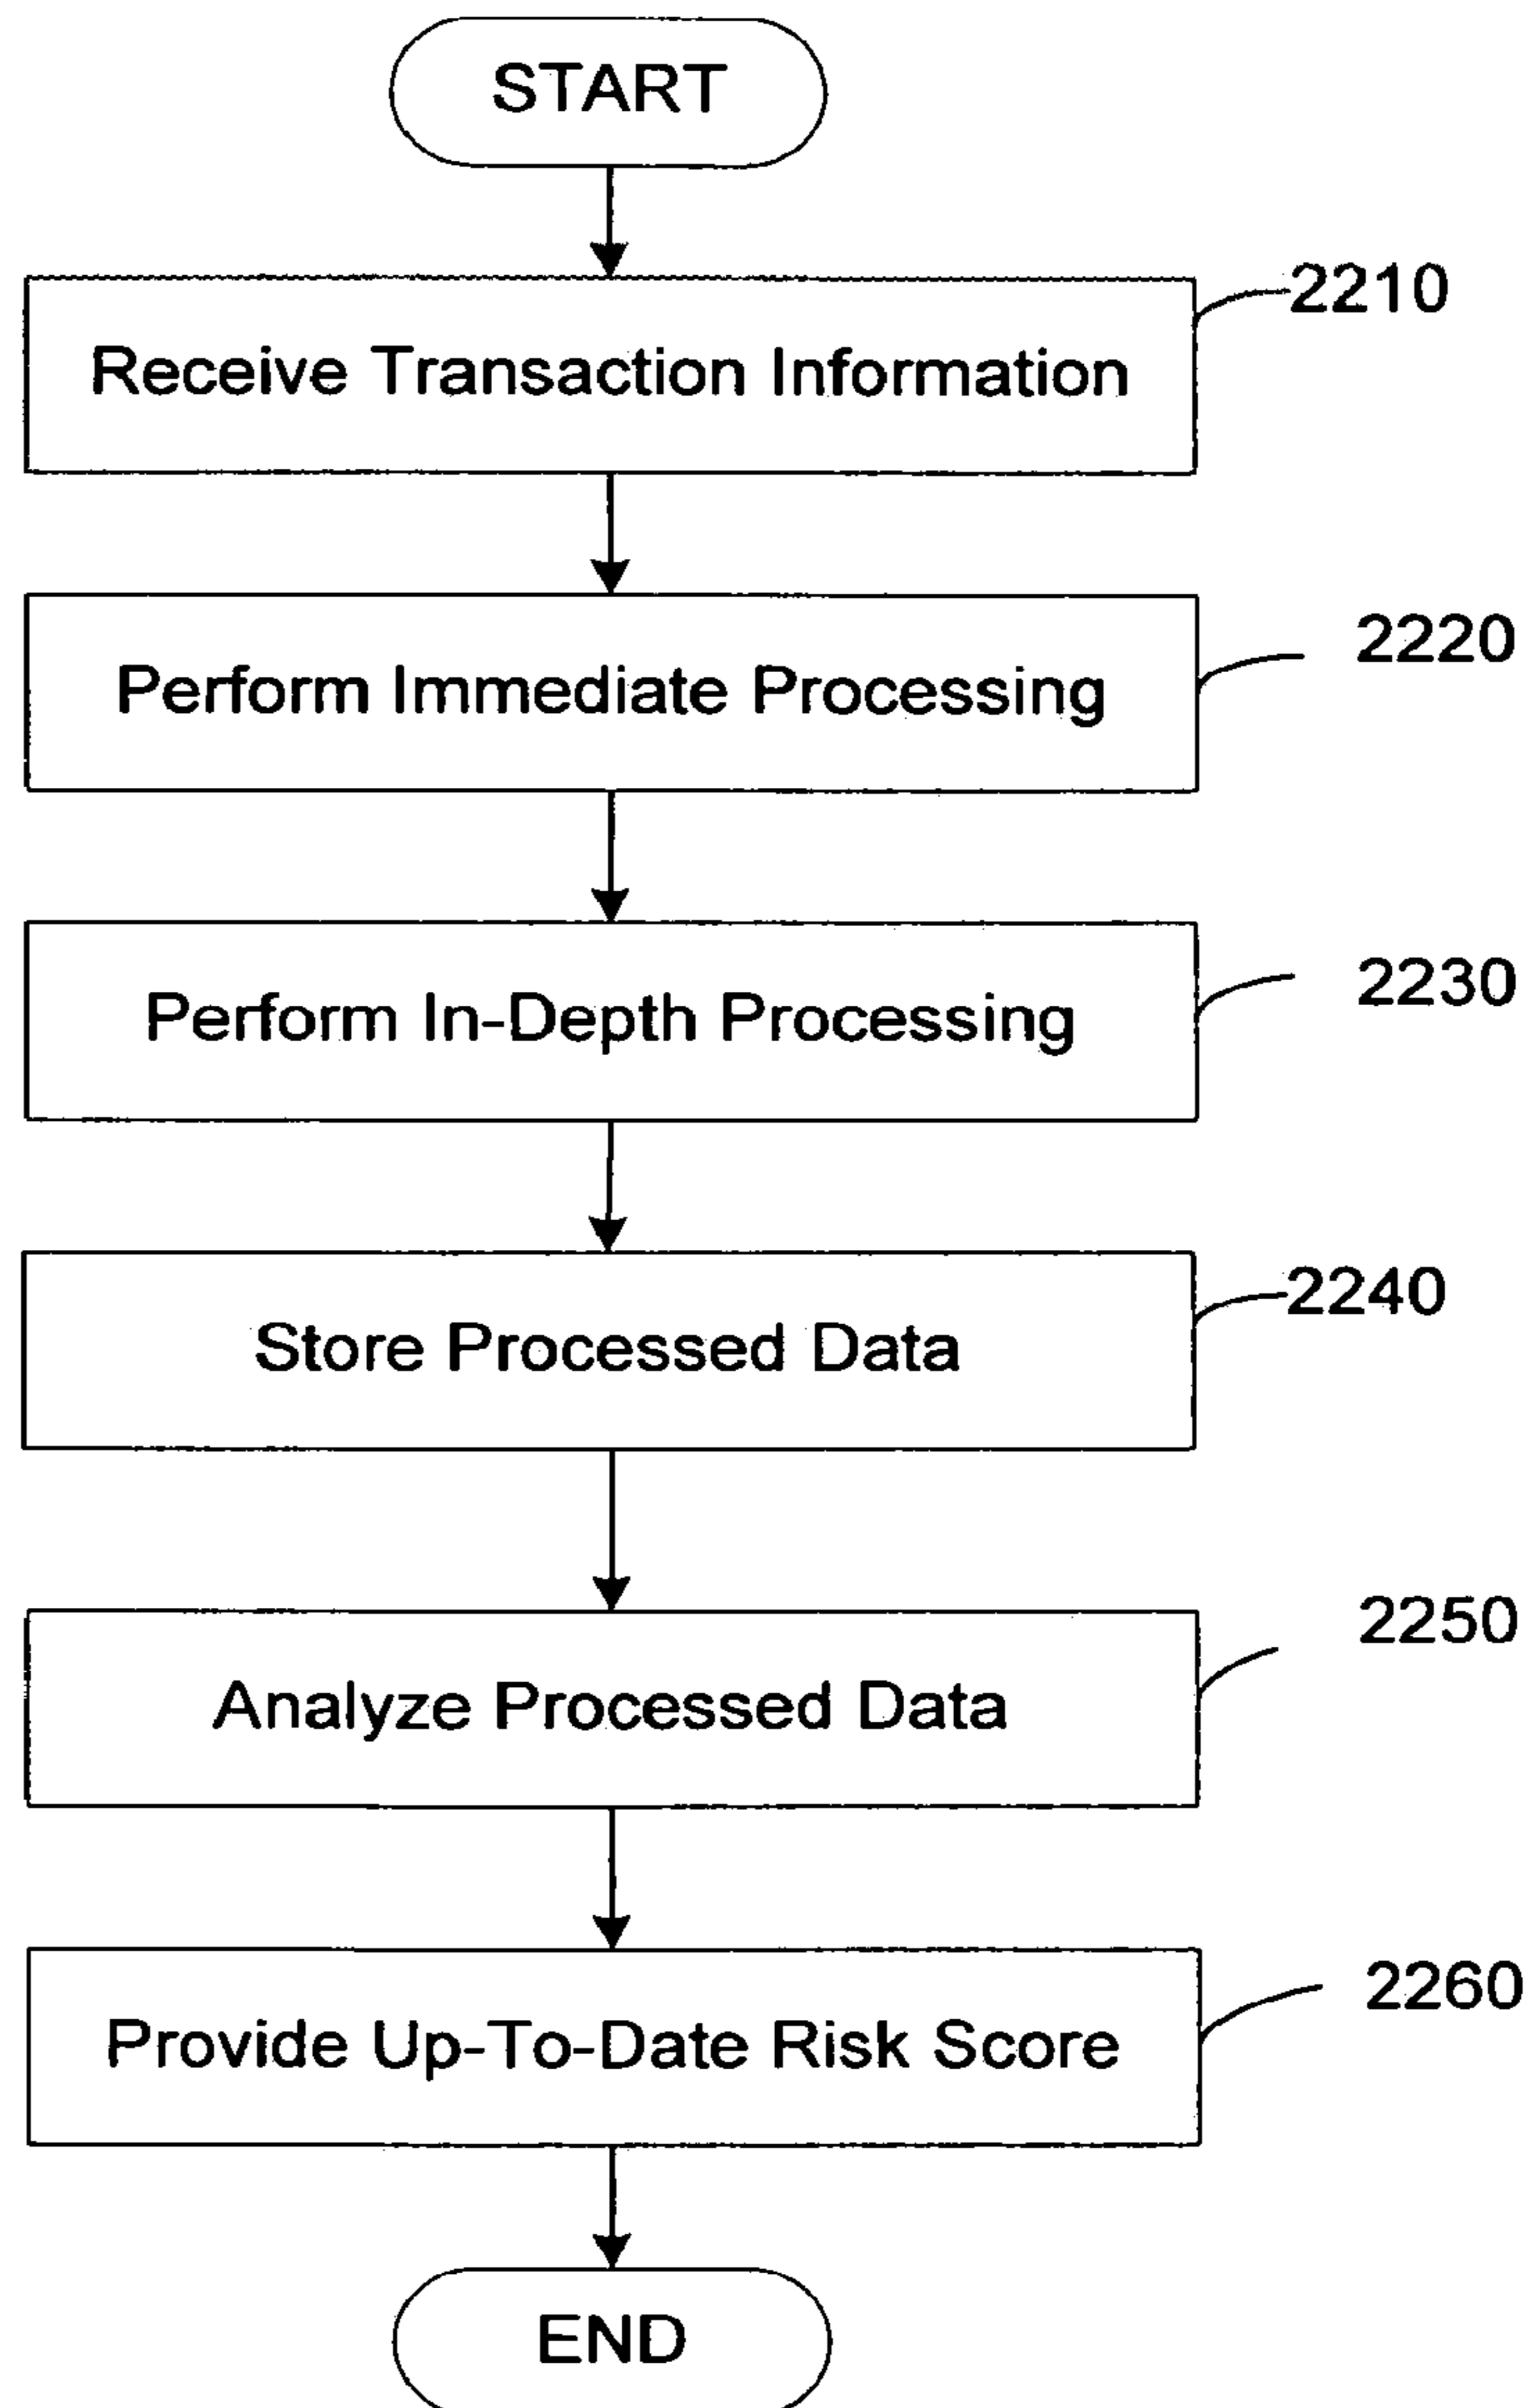 START
2210
Receive Transaction Information
2220
Perform Immediate Processing
2230
Perform In-Depth Processing
2240
Store Processed Data
2250
Analyze Processed Data
2260
Provide Up-To-Date Risk Score
END